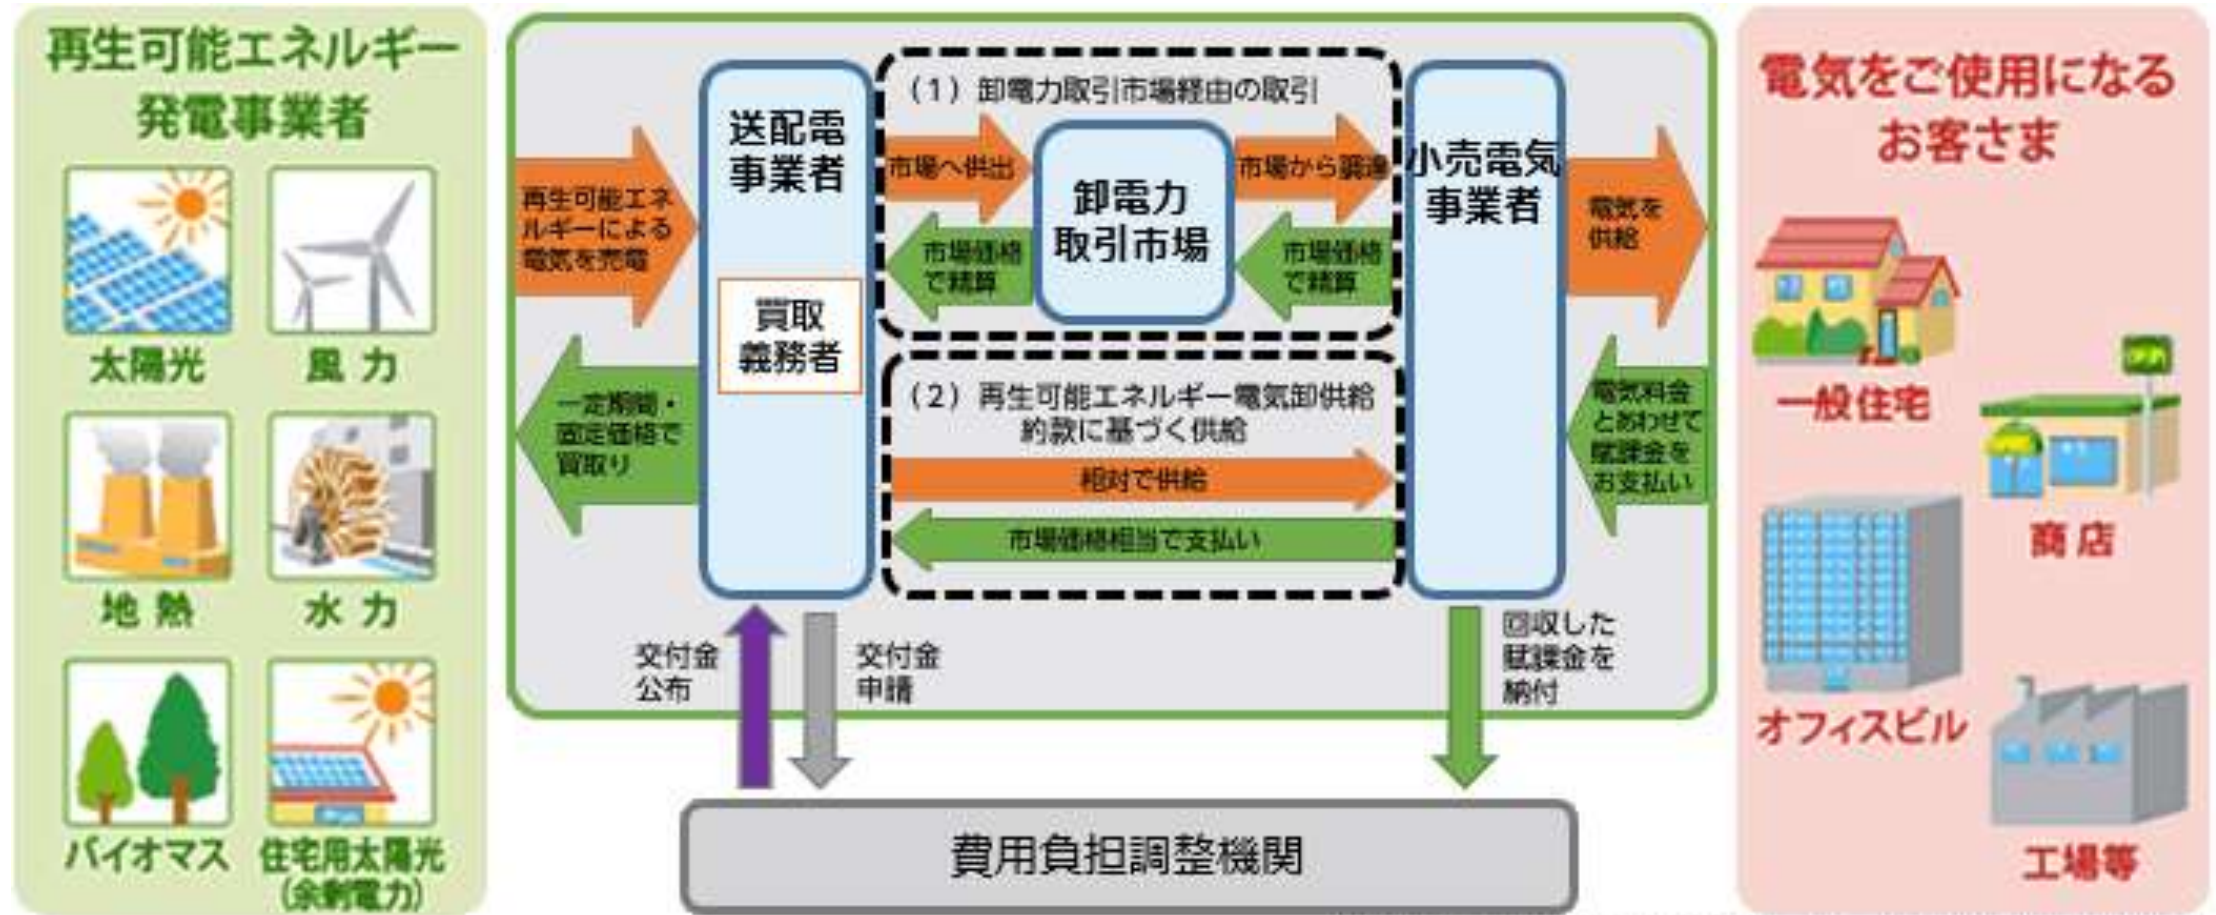 再生可能エネルギー
発電事業者
太陽光
風力
地熱
水力
バイオマス
住宅用太陽光
(余剰電力)
再生可能エネ
ルギーによる
電気を売電
一定期間・
固定価格で
買取り
送配電
事業者
買取
義務者
（1）卸電力取引市場経由の取引
市場へ供出
市場価格
で精算
卸電力
取引市場
市場から調達
市場価格
で精算
（2）再生可能エネルギー電気卸供給
約款に基づく供給
相対で供給
市場価格相当で支払い
小売電気
事業者
電気を
供給
電気料金
とあわせて
賦課金を
お支払い
交付金
公布
交付金
申請
回収した
賦課金を
納付
費用負担調整機関
電気をご使用になる
お客さま
一般住宅
商店
オフィスビル
工場等